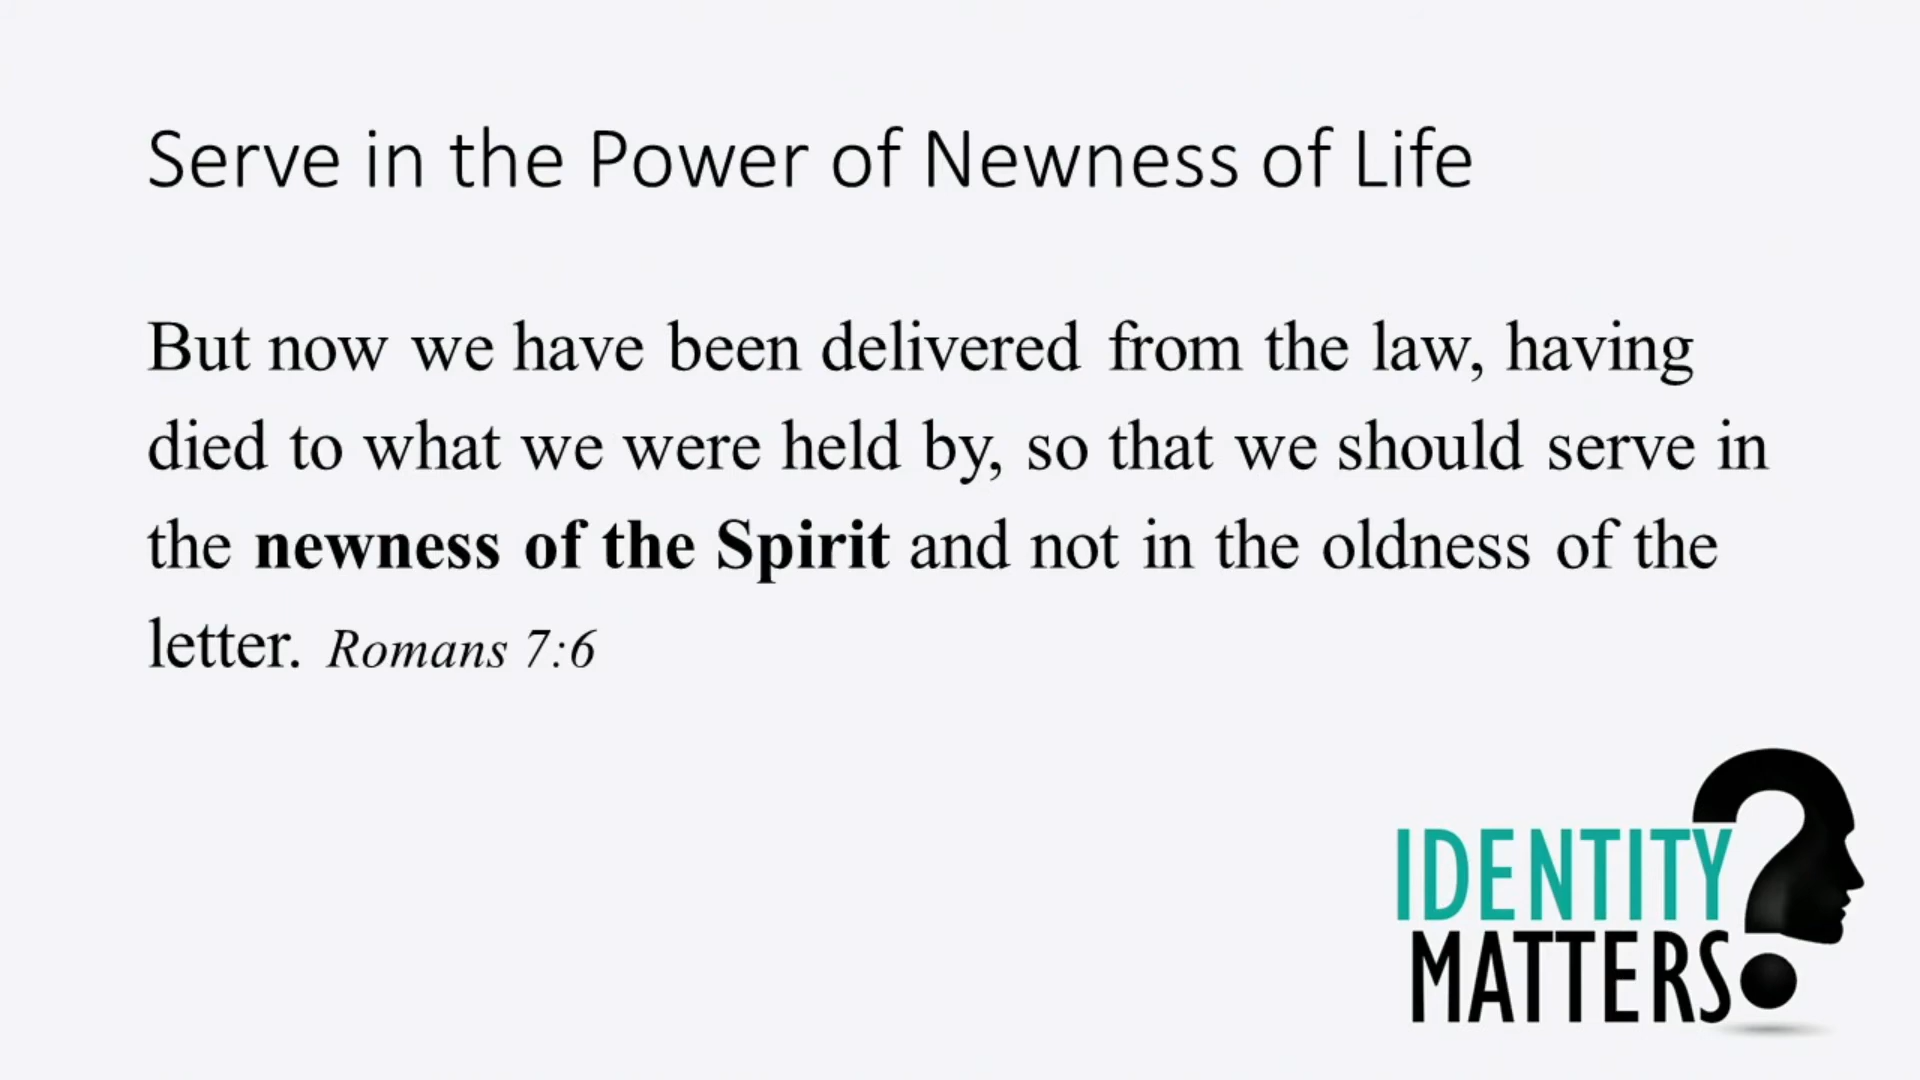 Serve in the Power of Newness of Life
But now we have been delivered from the law, having
died to what we were held by, so that we should serve in
the newness of the Spirit and not in the oldness of the
letter. Romans 7:6
IDENTITY
MATTERS